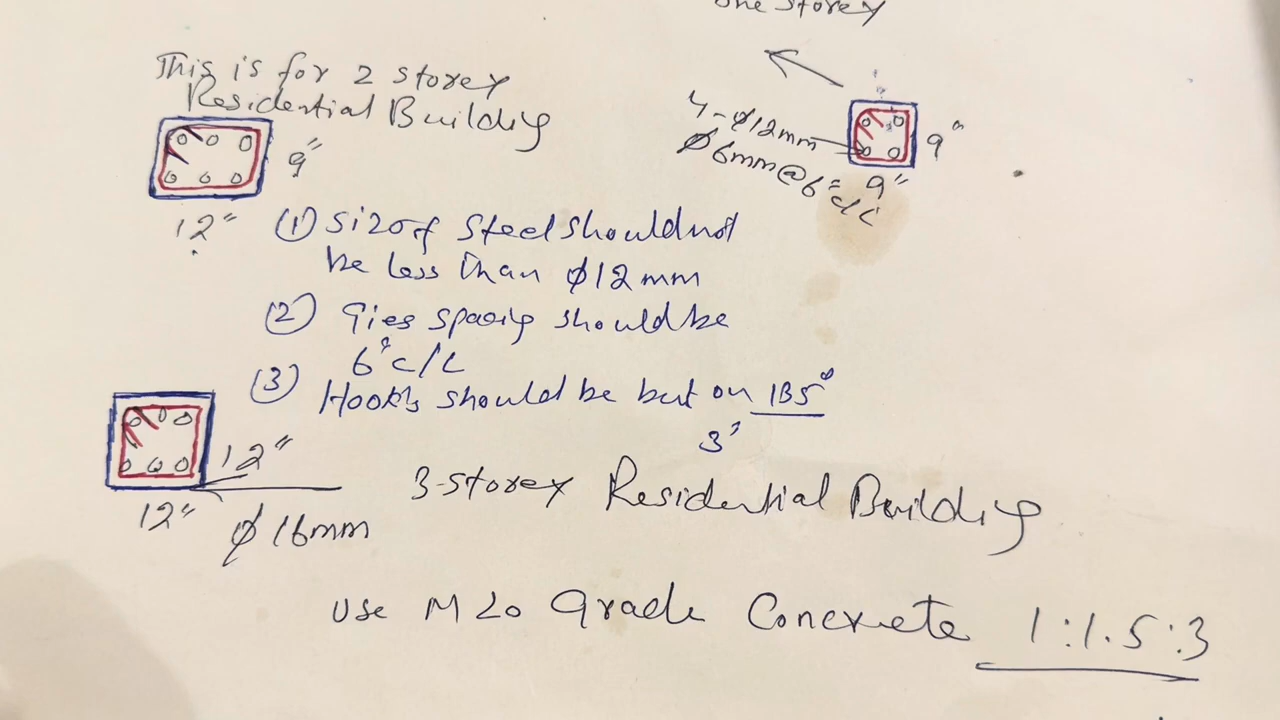 one storey
This is for 2 storey
Residential Building
9"
12"
4-ø12mm
ø6mm@6"c/c
9"
9"
(1) Size of steel should not
be less than ø12mm
(2) Ties spacing should be
6"c/c
(3) Hooks should be but on 135°
3"
12"
12"
ø16mm
3-storey Residential Building
use M20 Grade Concrete 1:1.5:3